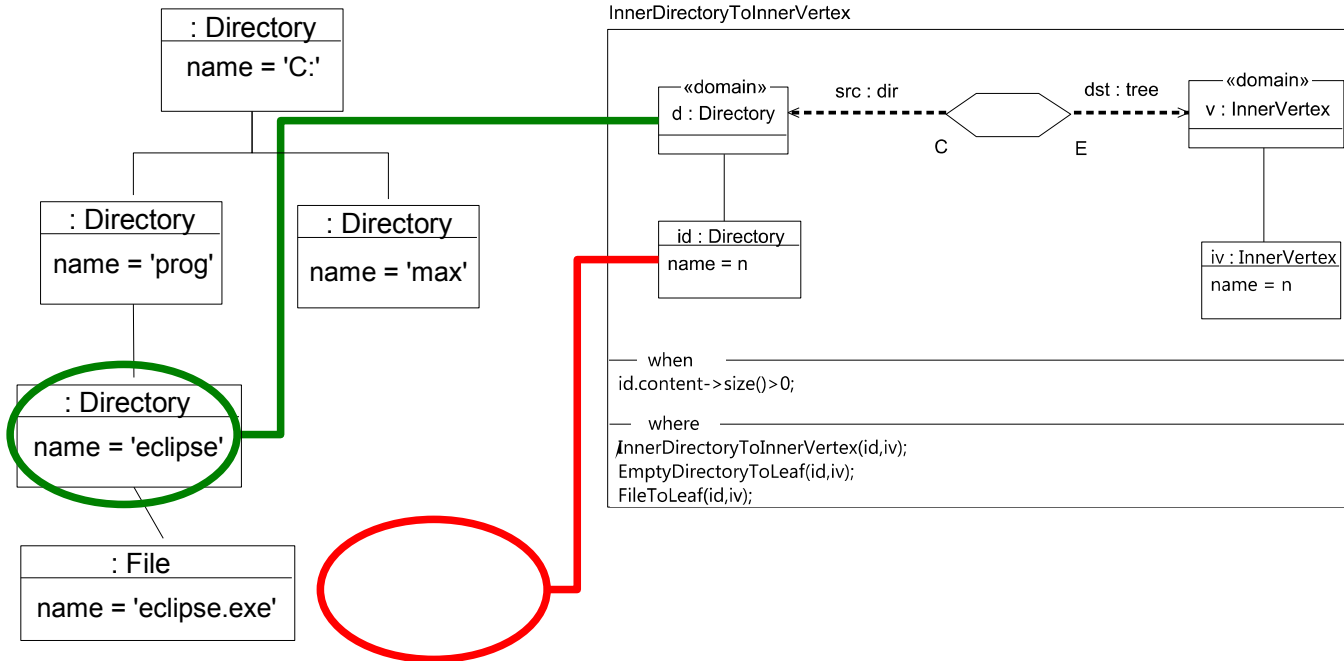 : Directory
name = 'C:'
: Directory
name = 'prog'
: Directory
name = 'max'
: Directory
name = 'eclipse'
: File
name = 'eclipse.exe'
InnerDirectoryToInnerVertex
«domain»
d : Directory
src : dir
C
dst : tree
E
«domain»
v : InnerVertex
id : Directory
name = n
iv : InnerVertex
name = n
when
id.content->size()>0;
where
InnerDirectoryToInnerVertex(id,iv);
EmptyDirectoryToLeaf(id,iv);
FileToLeaf(id,iv);